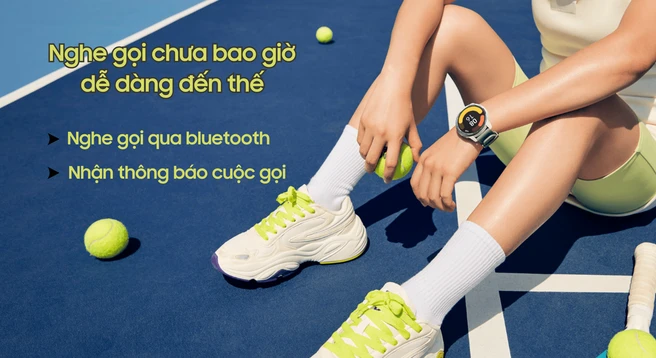 Nghe gọi chưa bao giờ
dễ dàng đến thế
Nghe gọi qua bluetooth
Nhận thông báo cuộc gọi